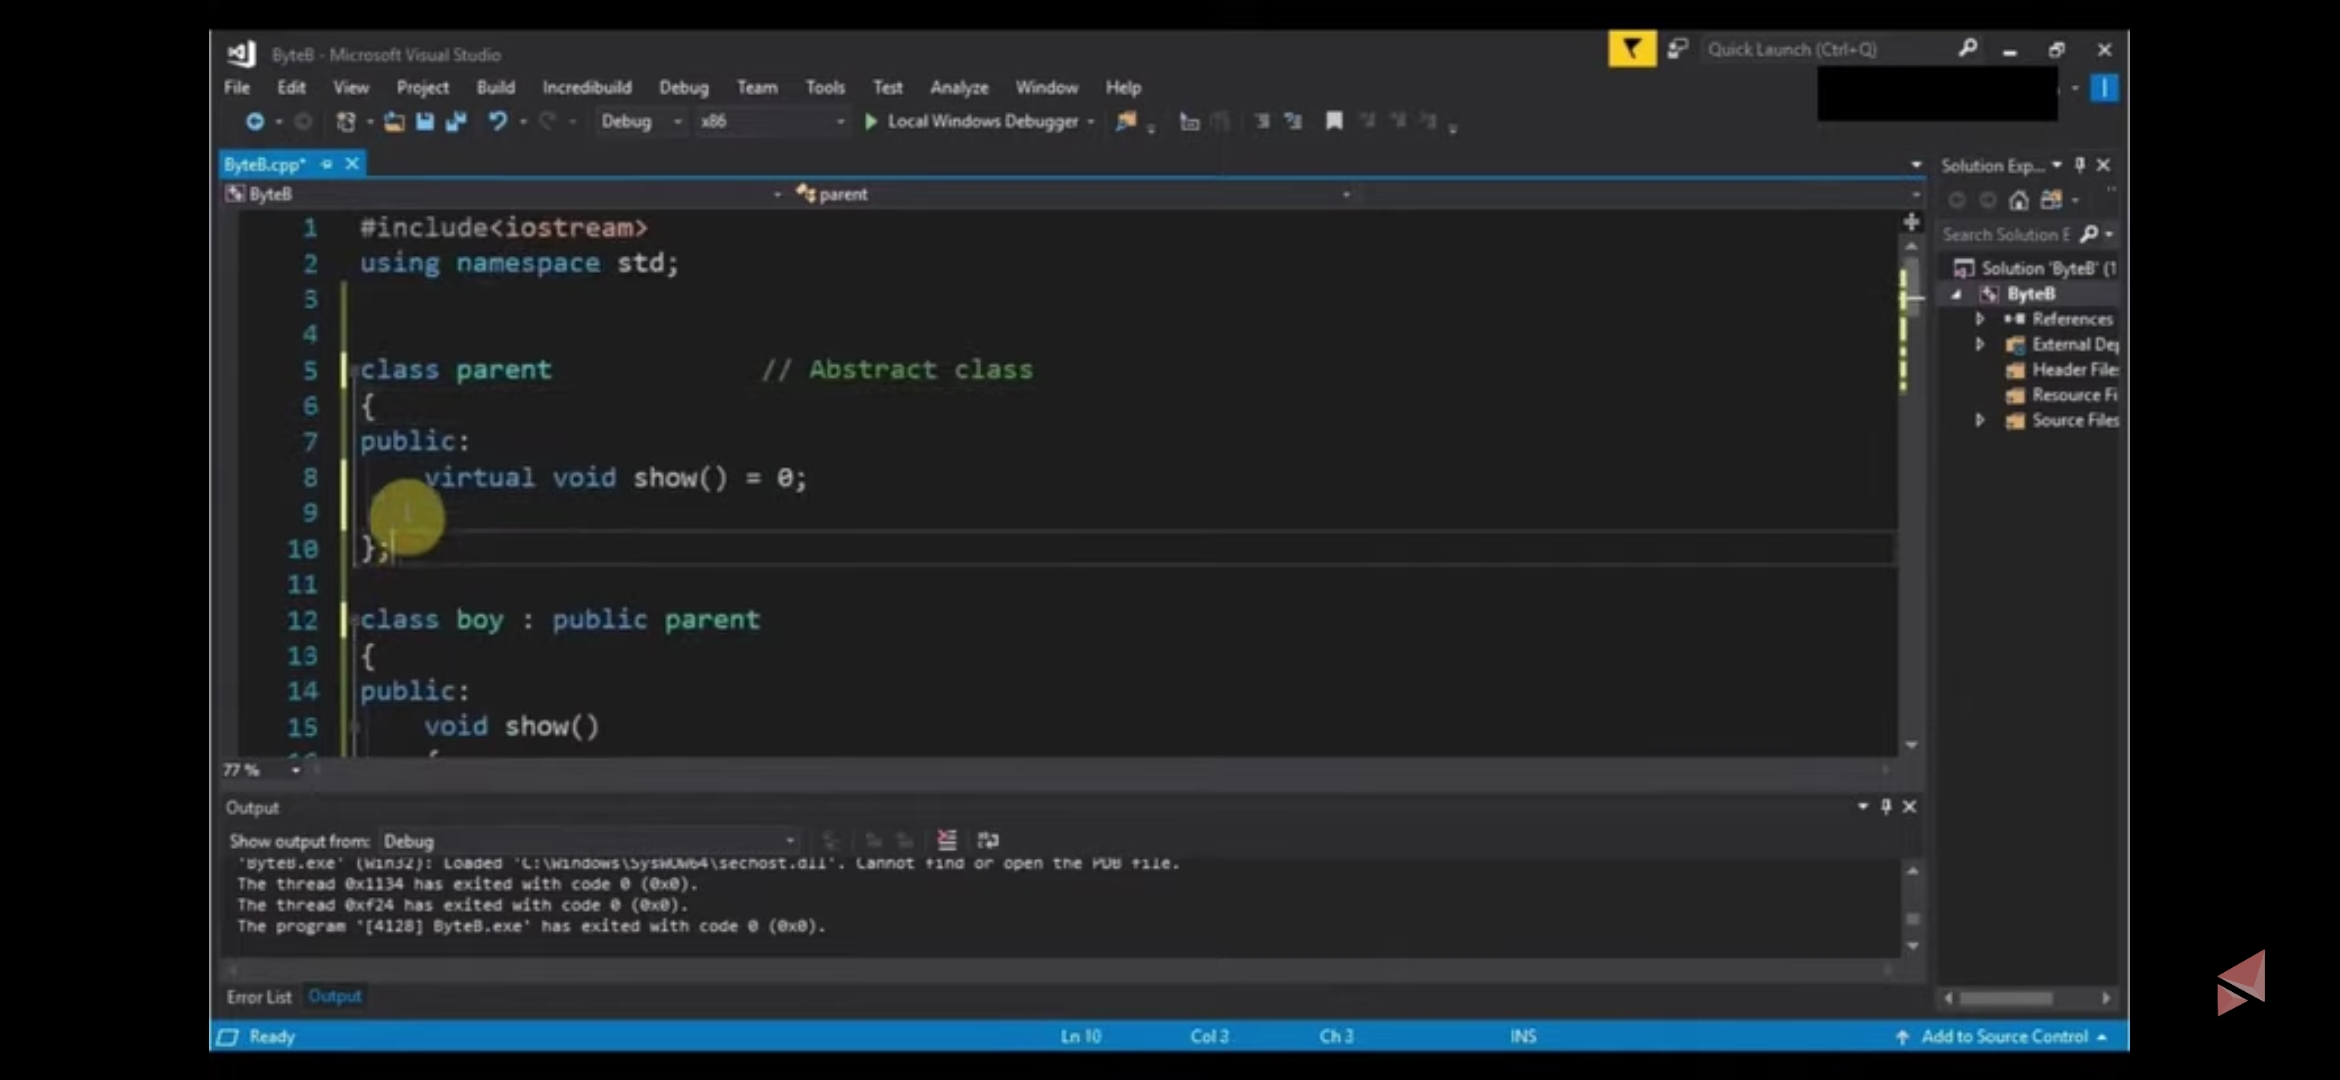 ByteB - Microsoft Visual Studio
Quick Launch (Ctrl+Q)
File Edit View Project Build Incredibuild Debug Team Tools Test Analyze Window Help
Debug x86 Local Windows Debugger
ByteB.cpp*
Solution Exp...
ByteB parent
1 #include<iostream>
2 using namespace std;
3
4
5 class parent // Abstract class
6 {
7 public:
8 virtual void show() = 0;
9
10 };
11
12 class boy : public parent
13 {
14 public:
15 void show()
{
Search Solution E
Solution 'ByteB' (1
ByteB
References
External Dep
Header File
Resource Fi
Source Files
77 %
Output
Show output from: Debug
'ByteB.exe' (Win32): Loaded 'C:\Windows\SysWOW64\sechost.dll'. Cannot find or open the PDB file.
The thread 0x1134 has exited with code 0 (0x0).
The thread 0xf24 has exited with code 0 (0x0).
The program '[4128] ByteB.exe' has exited with code 0 (0x0).
Error List Output
Ready Ln 10 Col 3 Ch 3 INS Add to Source Control